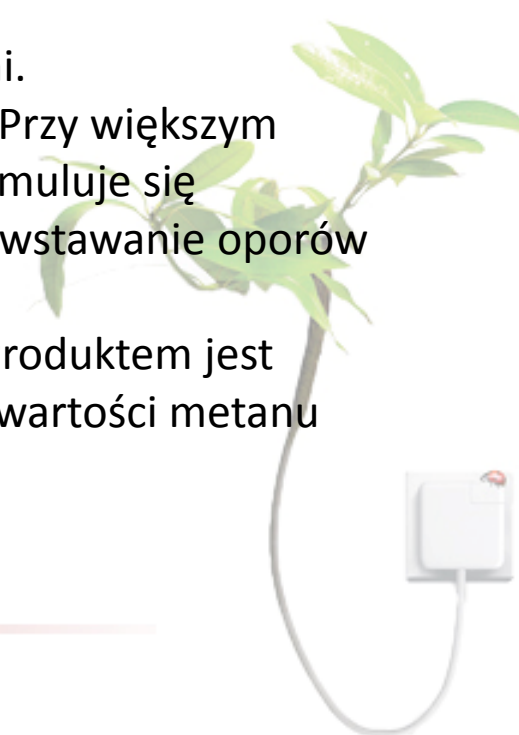 i.
Przy większym
muluje się
wstawanie oporów
roduktem jest
wartości metanu